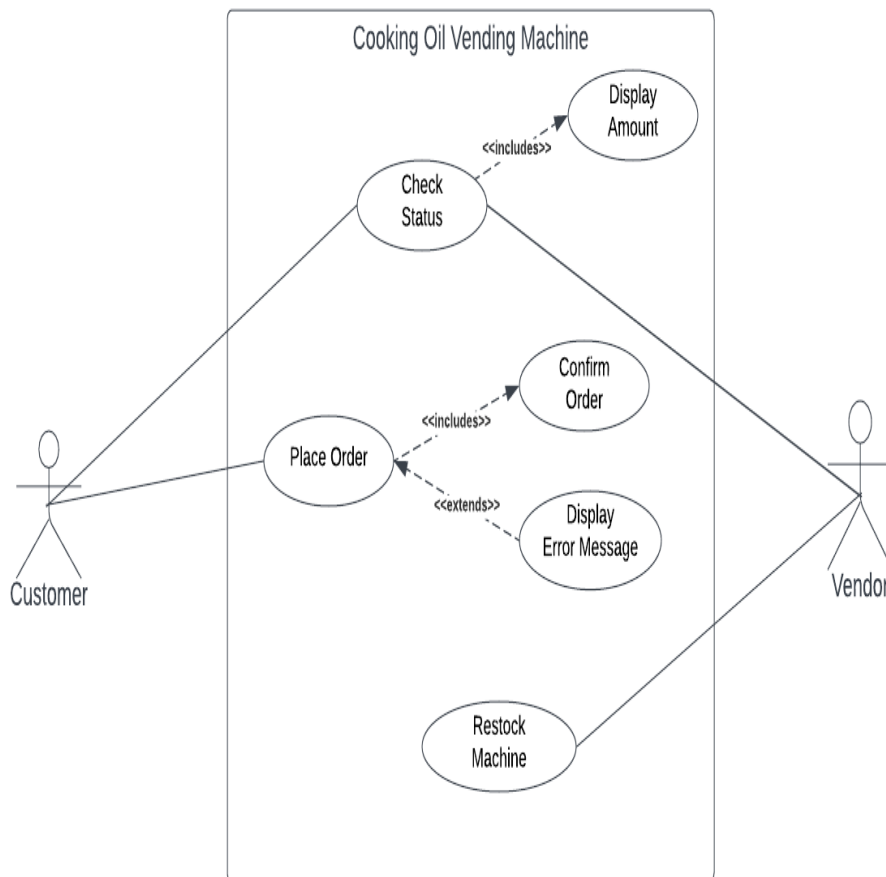 Cooking Oil Vending Machine
Display
Amount
<<includes>>
Check
Status
Confirm
Order
<<includes>>
Place Order
<<extends>>
Display
Error Message
Customer
Vendor
Restock
Machine